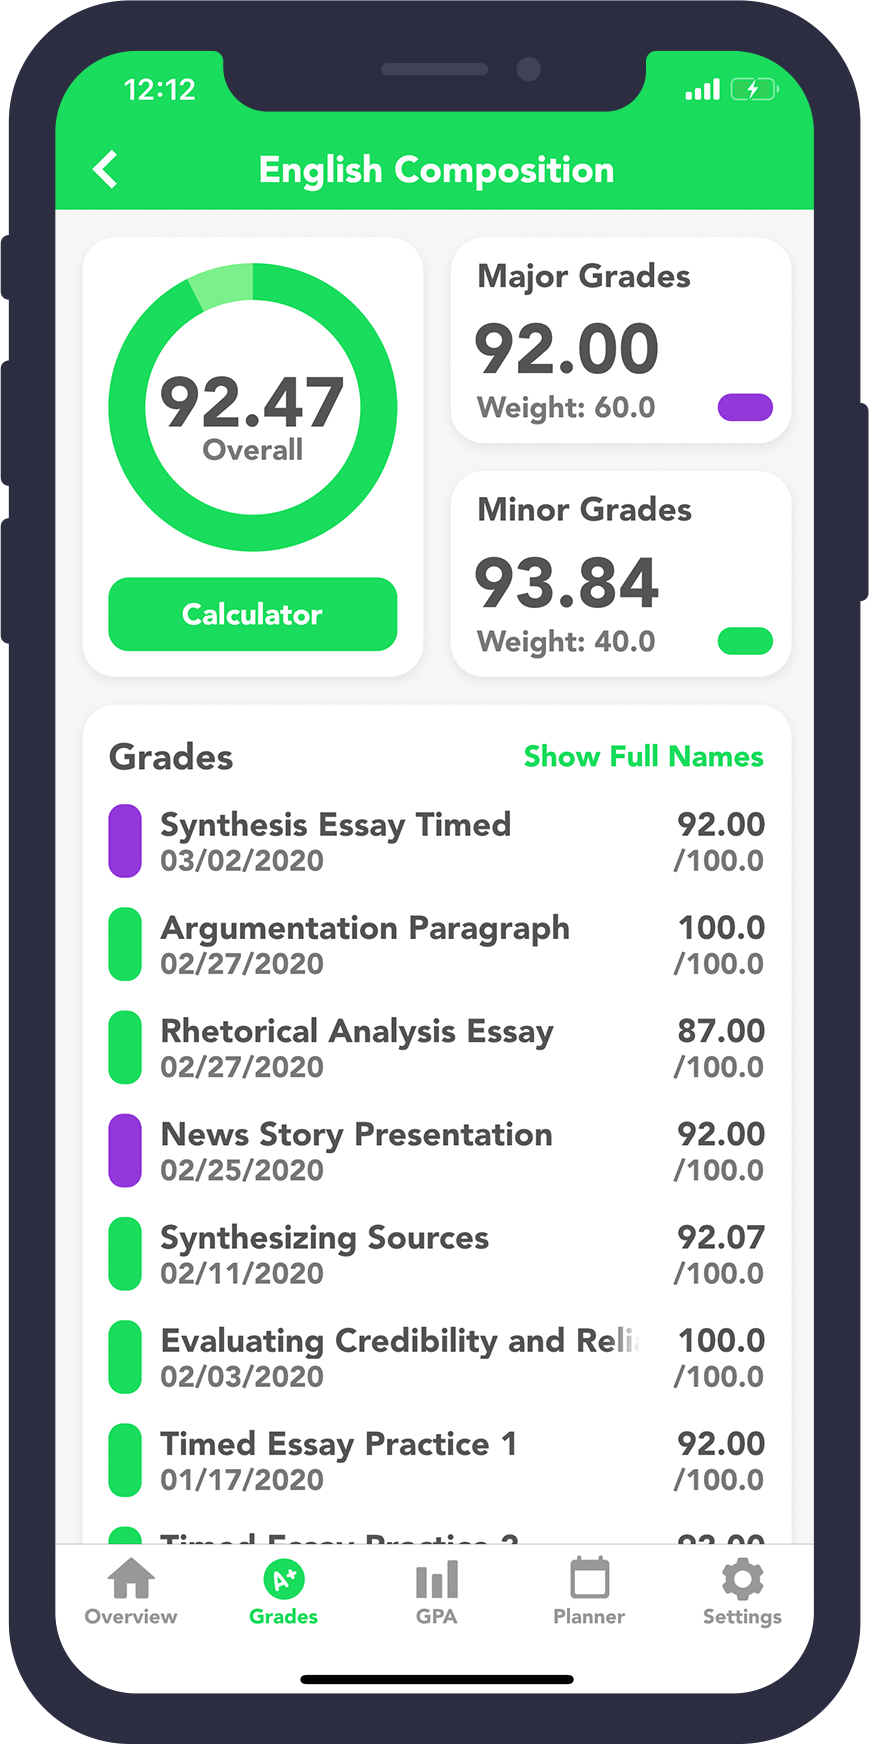 12:12
English Composition
92.47
Overall
Calculator
Major Grades
92.00
Weight: 60.0
Minor Grades
93.84
Weight: 40.0
Grades
Show Full Names
Synthesis Essay Timed
92.00
03/02/2020
/100.0
Argumentation Paragraph
100.0
02/27/2020
/100.0
Rhetorical Analysis Essay
87.00
02/27/2020
/100.0
News Story Presentation
92.00
02/25/2020
/100.0
Synthesizing Sources
92.07
02/11/2020
/100.0
Evaluating Credibility and
100.0
02/03/2020
/100.0
Timed Essay Practice 1
92.00
01/17/2020
/100.0
Timed Essay Practice
A+
Overview
Grades
GPA
Planner
Settings